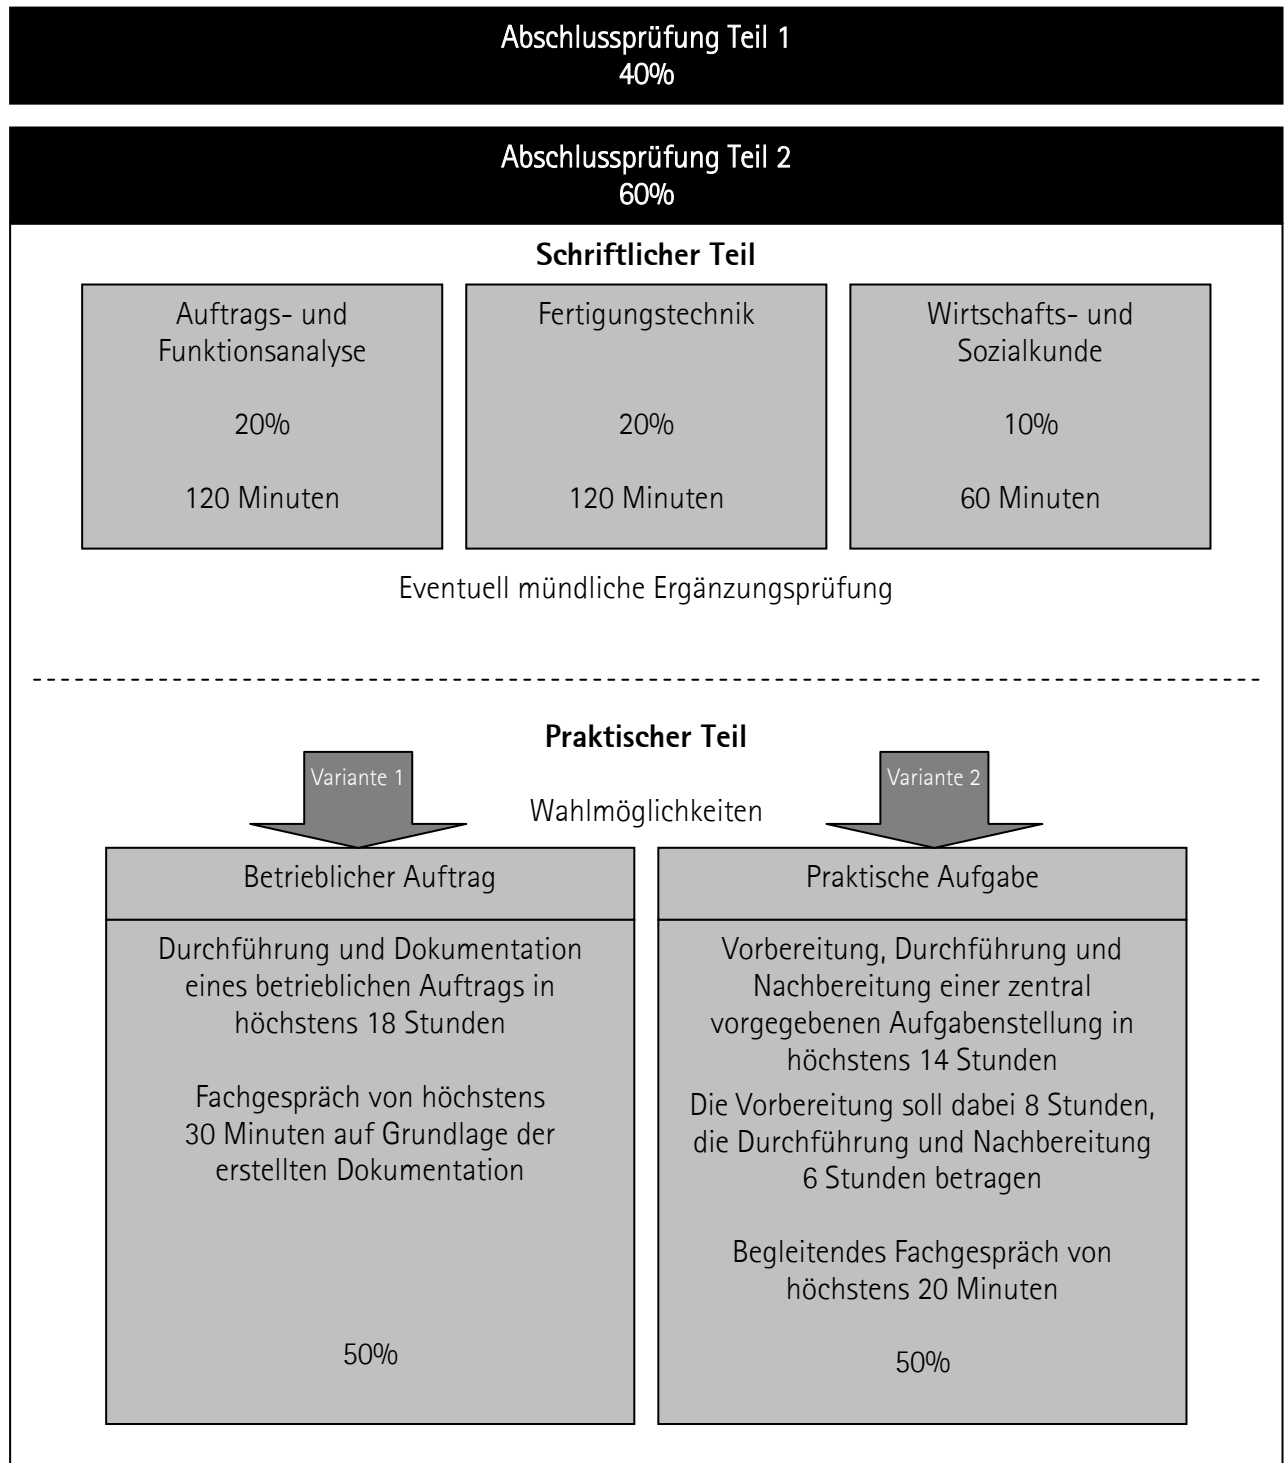 Abschlussprüfung Teil 1
40%
Abschlussprüfung Teil 2
60%
Schriftlicher Teil
Auftrags- und
Funktionsanalyse
20%
120 Minuten
Fertigungstechnik
20%
120 Minuten
Wirtschafts- und
Sozialkunde
10%
60 Minuten
Eventuell mündliche Ergänzungsprüfung
Praktischer Teil
Variante 1
Wahlmöglichkeiten
Variante 2
Betrieblicher Auftrag
Durchführung und Dokumentation
eines betrieblichen Auftrags in
höchstens 18 Stunden
Fachgespräch von höchstens
30 Minuten auf Grundlage der
erstellten Dokumentation
50%
Praktische Aufgabe
Vorbereitung, Durchführung und
Nachbereitung einer zentral
vorgegebenen Aufgabenstellung in
höchstens 14 Stunden
Die Vorbereitung soll dabei 8 Stunden,
die Durchführung und Nachbereitung
6 Stunden betragen
Begleitendes Fachgespräch von
höchstens 20 Minuten
50%